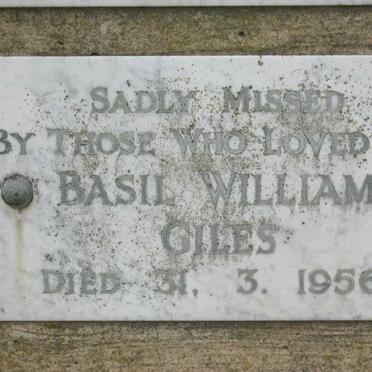 SADLY MISSED
BY THOSE WHO LOVED
BASIL WILLIAM
GILES
DIED 31. 3. 1956